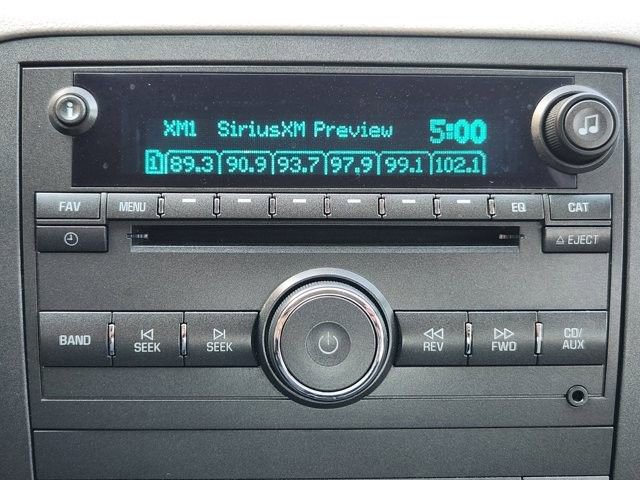 XM1 SiriusXM Preview 5:00
1 89.3 90.9 93.7 97.9 99.1 102.1
FAV MENU EQ CAT
EJECT
BAND SEEK SEEK REV FWD CD/
AUX